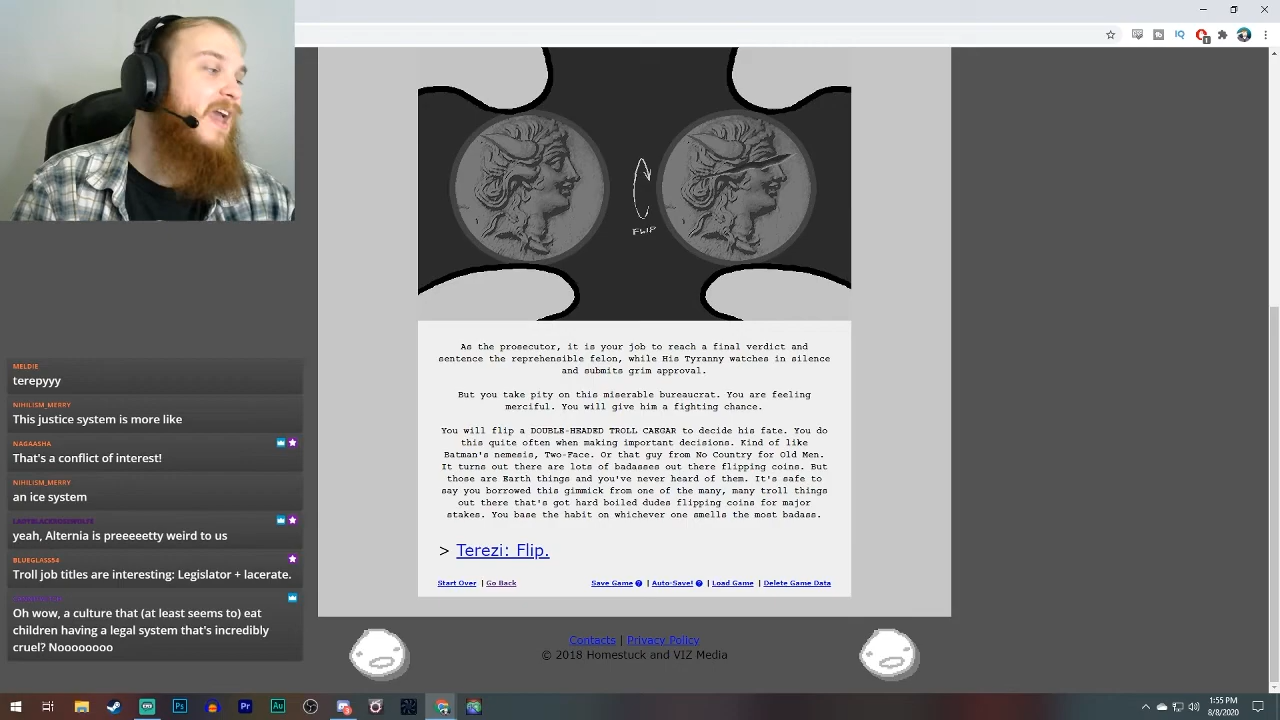 FLIP
As the prosecutor, it is your job to reach a final verdict and
sentence the reprehensible felon, while His Tyranny watches in silence
and submits grim approval.
But you take pity on this miserable bureaucrat. You are feeling
merciful. You will give him a fighting chance.
You will flip a DOUBLE-HEADED TROLL CAEGAR to decide his fate. You do
this quite often when making important decisions. Kind of like
Batman's nemesis, Two-Face. Or that guy from No Country for Old Men.
It turns out there are lots of badasses out there flipping coins. But
those are Earth things and you've never heard of them. It's safe to
say you borrowed this gimmick from one of the many, many troll things
out there that's got hard boiled dudes flipping coins for major
stakes. You base the habit on whichever one smells the most badass.
> Terezi: Flip.
Start Over | Go Back
Save Game ? | Auto-Save! ? | Load Game | Delete Game Data
Contacts | Privacy Policy
© 2018 Homestuck and VIZ Media
MELDIE
terepyyy
NIHILISM_MERRY
This justice system is more like
NAGAASHA
That's a conflict of interest!
NIHILISM_MERRY
an ice system
yeah, Alternia is preeeeetty weird to us
BLUEGLASS54
Troll job titles are interesting: Legislator + lacerate.
Oh wow, a culture that (at least seems to) eat
children having a legal system that's incredibly
cruel? Noooooooo
IQ
1
Ps
Pr
Au
1:55 PM
8/8/2020